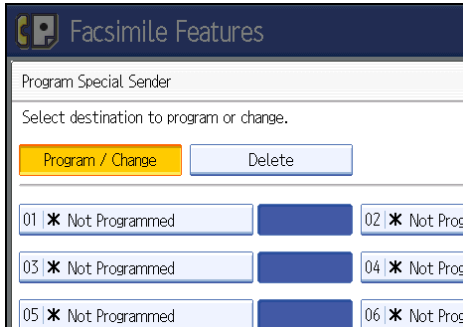 Facsimile Features
Program Special Sender
Select destination to program or change.
Program / Change Delete
01 ✱ Not Programmed 02 ✱ Not Prog
03 ✱ Not Programmed 04 ✱ Not Prog
05 ✱ Not Programmed 06 ✱ Not Prog